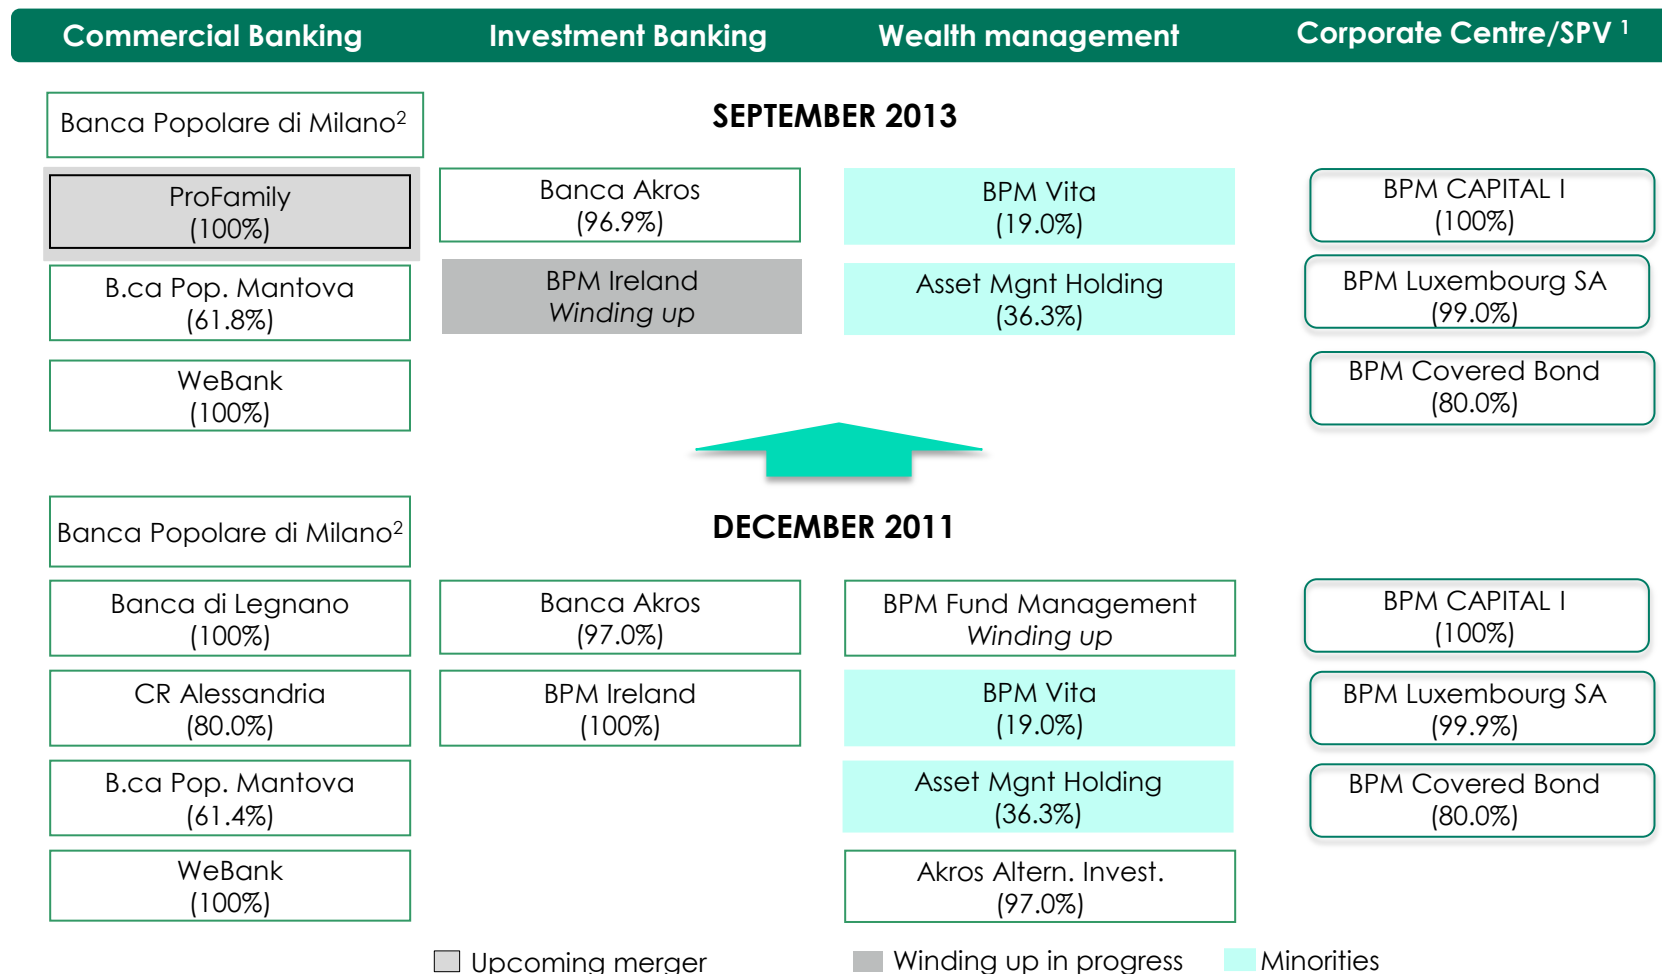 Commercial Banking
Investment Banking
Wealth management
Corporate Centre/SPV 1
SEPTEMBER 2013
Banca Popolare di Milano2
ProFamily
(100%)
B.ca Pop. Mantova
(61.8%)
WeBank
(100%)
Banca Akros
(96.9%)
BPM Ireland
Winding up
BPM Vita
(19.0%)
Asset Mgnt Holding
(36.3%)
BPM CAPITAL I
(100%)
BPM Luxembourg SA
(99.0%)
BPM Covered Bond
(80.0%)
DECEMBER 2011
Banca Popolare di Milano2
Banca di Legnano
(100%)
CR Alessandria
(80.0%)
B.ca Pop. Mantova
(61.4%)
WeBank
(100%)
Banca Akros
(97.0%)
BPM Ireland
(100%)
BPM Fund Management
Winding up
BPM Vita
(19.0%)
Asset Mgnt Holding
(36.3%)
Akros Altern. Invest.
(97.0%)
BPM CAPITAL I
(100%)
BPM Luxembourg SA
(99.9%)
BPM Covered Bond
(80.0%)
Upcoming merger
Winding up in progress
Minorities